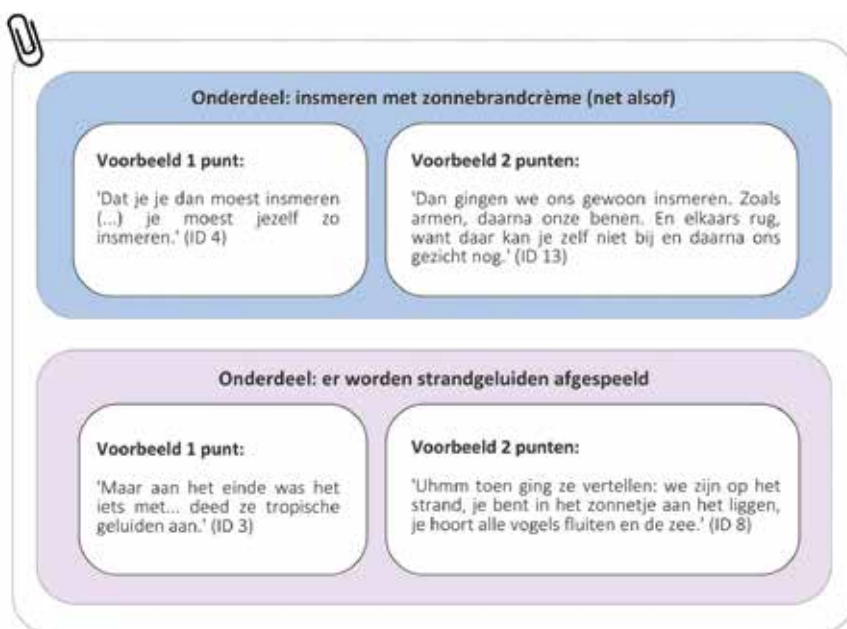 Onderdeel: insmeren met zonnebrandcrème (net alsof)
Voorbeeld 1 punt:
'Dat je je dan moest insmeren
(...) je moest jezelf zo
insmeren.' (ID 4)
Voorbeeld 2 punten:
'Dan gingen we ons gewoon insmeren. Zoals
armen, daarna onze benen. En elkaars rug,
want daar kan je zelf niet bij en daarna ons
gezicht nog.' (ID 13)
Onderdeel: er worden strandgeluiden afgespeeld
Voorbeeld 1 punt:
'Maar aan het einde was het
iets met... deed ze tropische
geluiden aan.' (ID 3)
Voorbeeld 2 punten:
'Uhmm toen ging ze vertellen: we zijn op het
strand, je bent in het zonnetje aan het liggen,
je hoort alle vogels fluiten en de zee.' (ID 8)